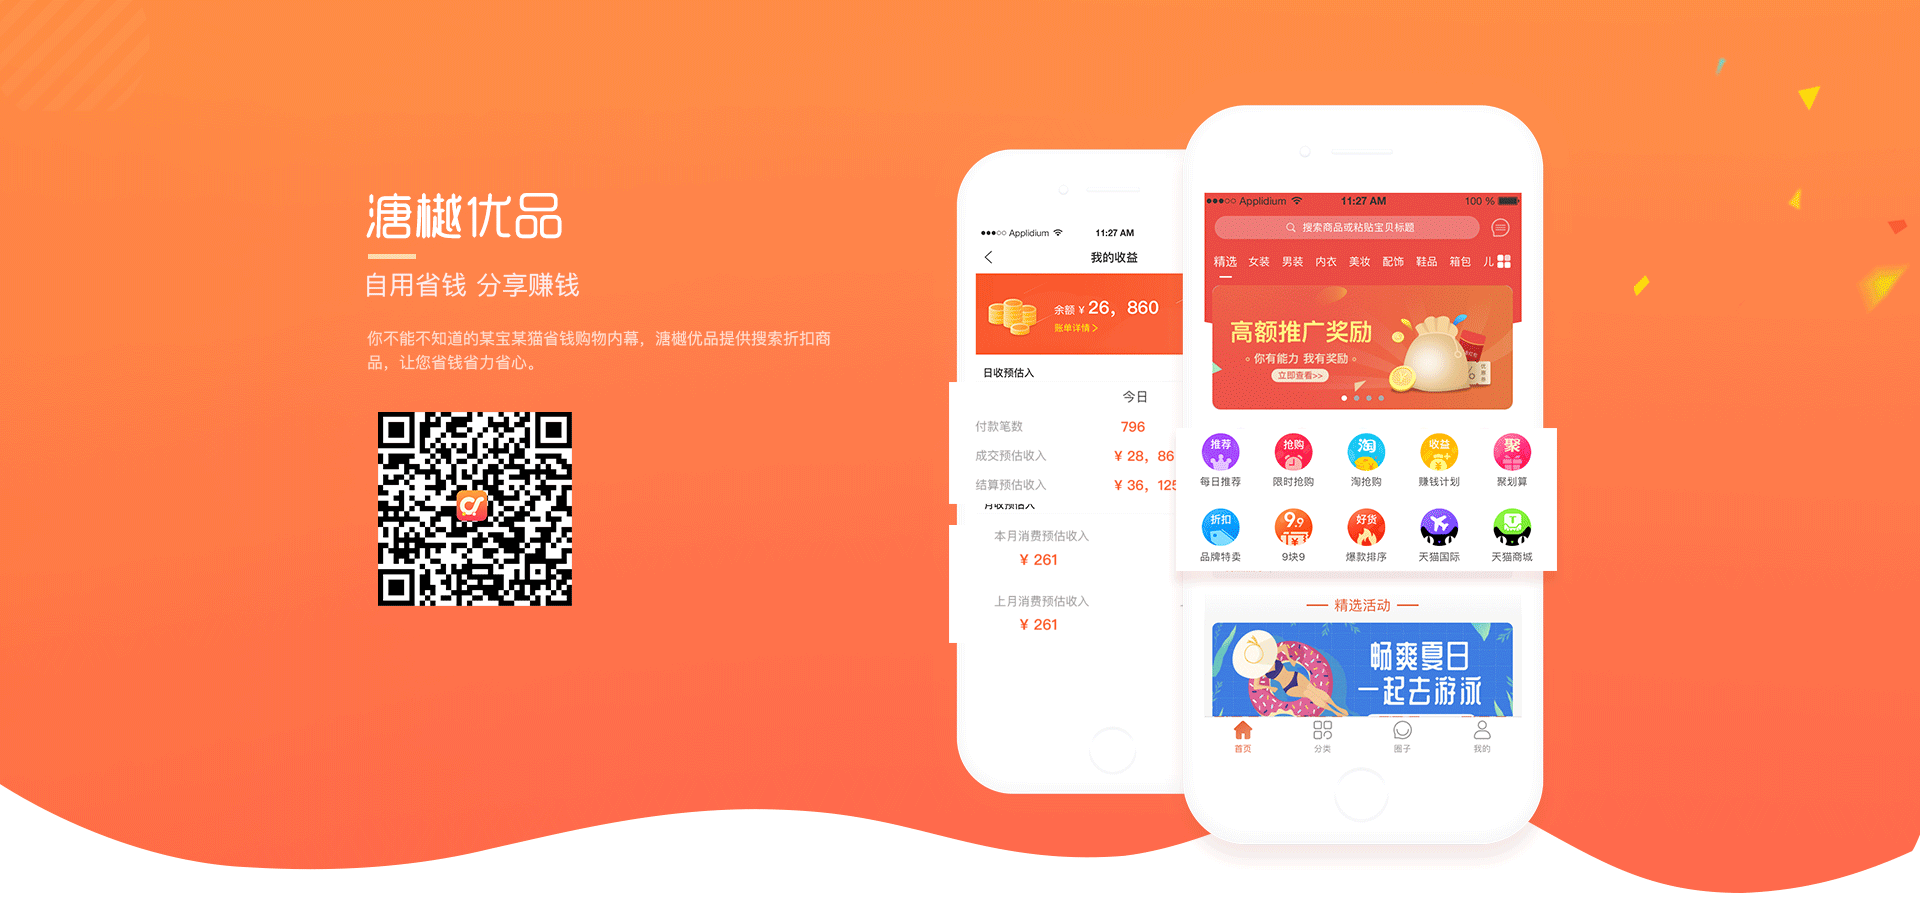 溏樾优品
自用省钱 分享赚钱
你不能不知道的某宝某猫省钱购物内幕，溏樾优品提供搜索折扣商
品，让您省钱省力省心。
Applidium
11:27 AM
我的收益
余额 ¥ 26，860
账单详情 >
日收预估入
今日
付款笔数
796
成交预估收入
¥ 28，86
结算预估收入
¥ 36，125
月收预估入
本月消费预估收入
¥ 261
上月消费预估收入
¥ 261
Applidium
11:27 AM
100 %
搜索商品或粘贴宝贝标题
精选 女装 男装 内衣 美妆 配饰 鞋品 箱包 儿
高额推广奖励
你有能力 我有奖励
立即查看>>
推荐 抢购 淘 收益 聚
每日推荐 限时抢购 淘抢购 赚钱计划 聚划算
折扣 9.9 好货
品牌特卖 9块9 爆款排序 天猫国际 天猫商城
精选活动
畅爽夏日
一起去游泳
首页 分类 圈子 我的